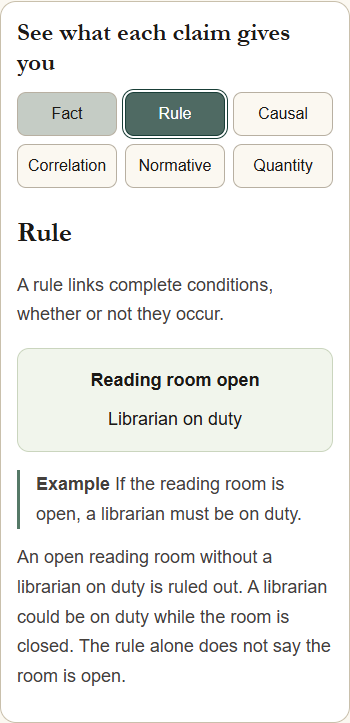 See what each claim gives
you
Fact
Rule
Causal
Correlation
Normative
Quantity
Rule
A rule links complete conditions,
whether or not they occur.
Reading room open
Librarian on duty
Example If the reading room is
open, a librarian must be on duty.
An open reading room without a
librarian on duty is ruled out. A librarian
could be on duty while the room is
closed. The rule alone does not say the
room is open.